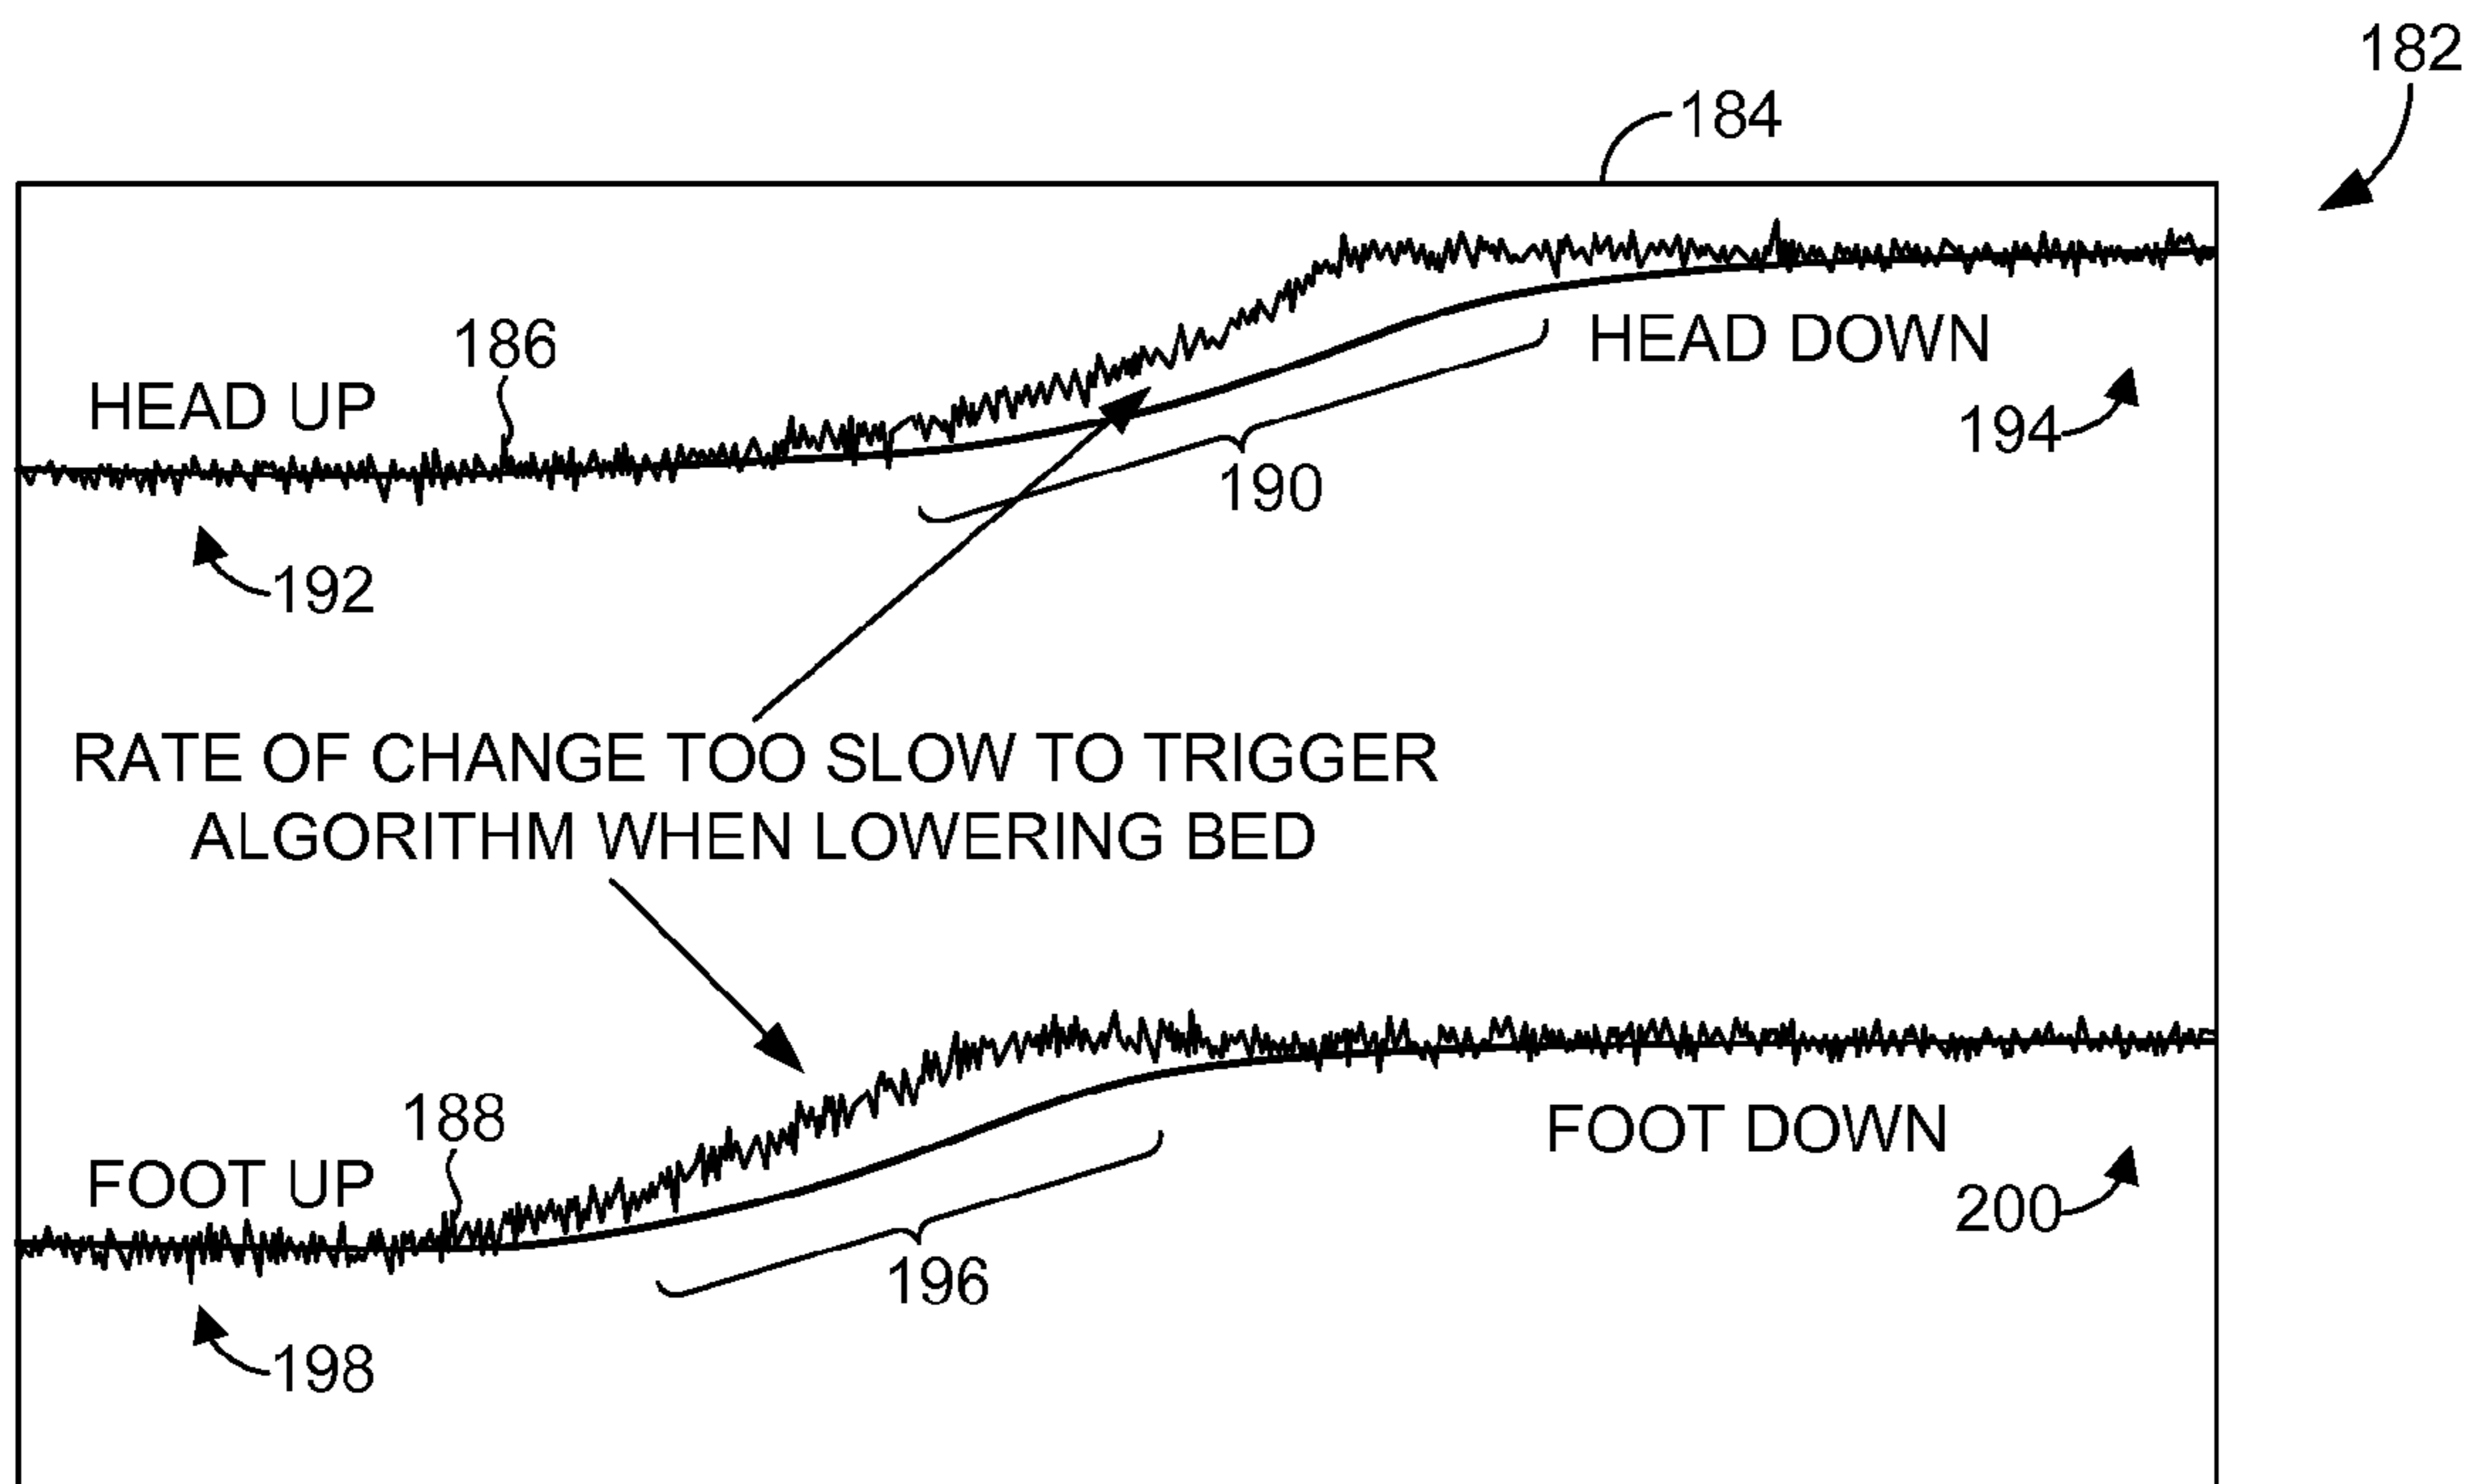 182
184
186
HEAD UP
HEAD DOWN
194
190
192
RATE OF CHANGE TOO SLOW TO TRIGGER
ALGORITHM WHEN LOWERING BED
188
FOOT UP
FOOT DOWN
200
196
198